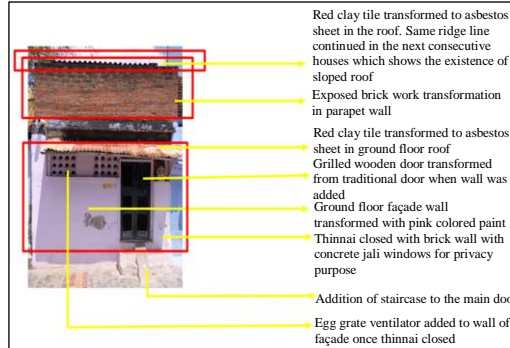 Red clay tile transformed to asbestos
sheet in the roof. Same ridge line
continued in the next consecutive
houses which shows the existence of
sloped roof
Exposed brick work transformation
in parapet wall
Red clay tile transformed to asbestos
sheet in ground floor roof
Grilled wooden door transformed
from traditional door when wall was
added
Ground floor façade wall
transformed with pink colored paint
Thinnai closed with brick wall with
concrete jali windows for privacy
purpose
Addition of staircase to the main doo
Egg grate ventilator added to wall of
façade once thinnai closed